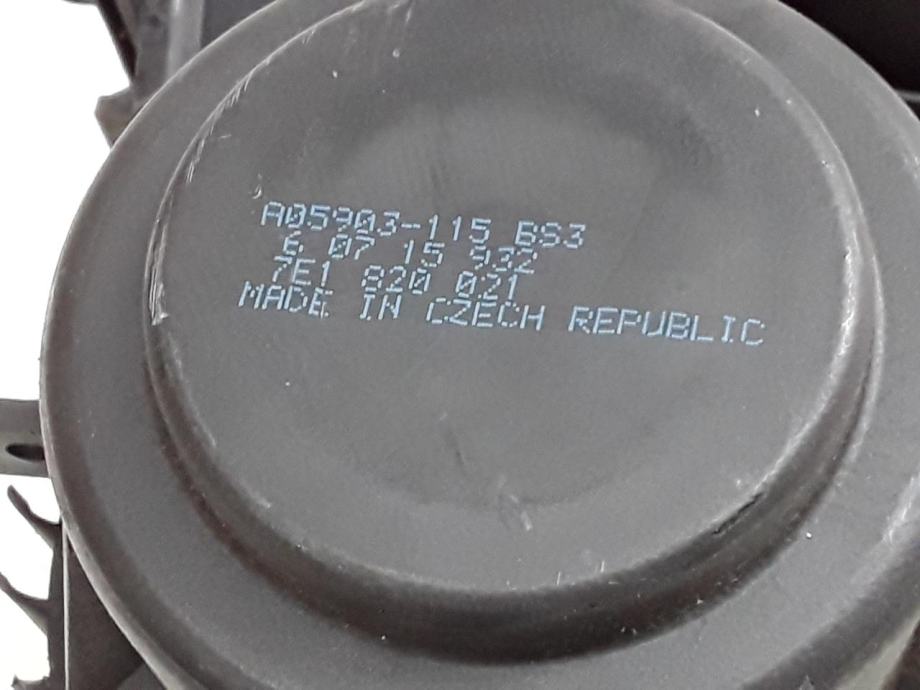 A05903-115 BS3
6 07 15 932
7E1 820 021
MADE IN CZECH REPUBLIC